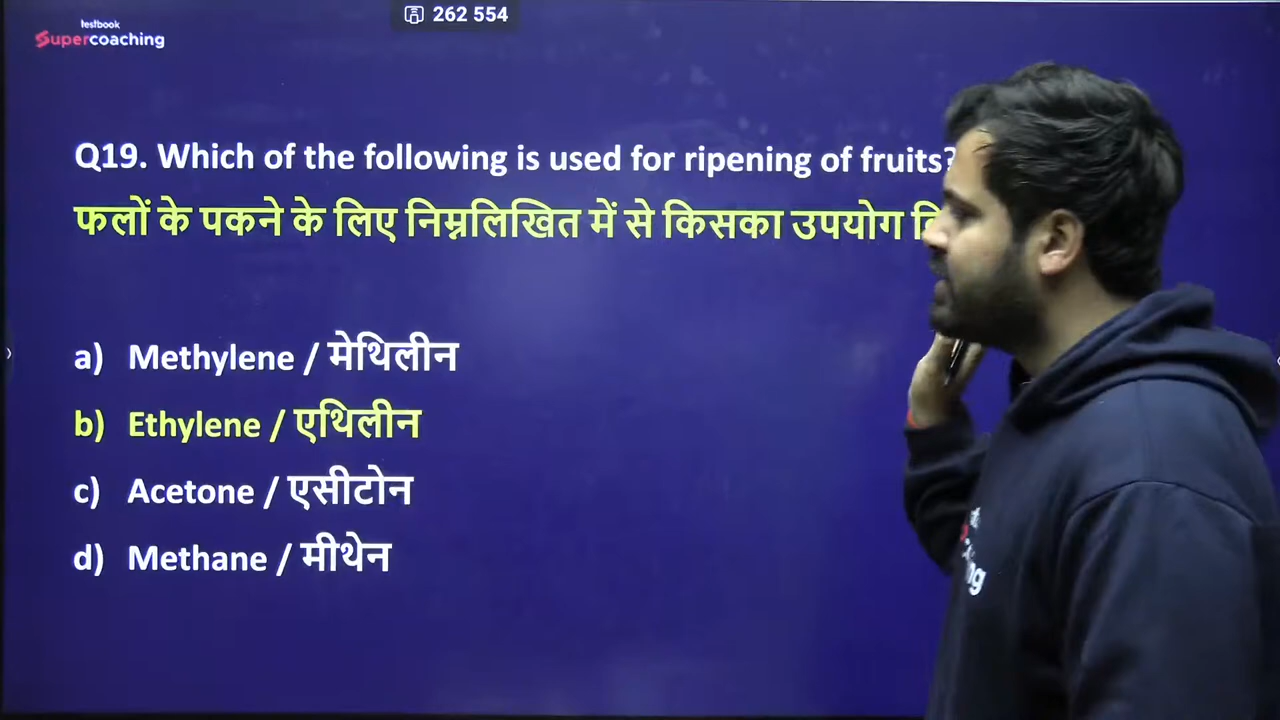 262 554
testbook
Supercoaching
Q19. Which of the following is used for ripening of fruits?
फलों के पकने के लिए निम्नलिखित में से किसका उपयोग
a) Methylene / मेथिलीन
b) Ethylene / एथिलीन
c) Acetone / एसीटोन
d) Methane / मीथेन